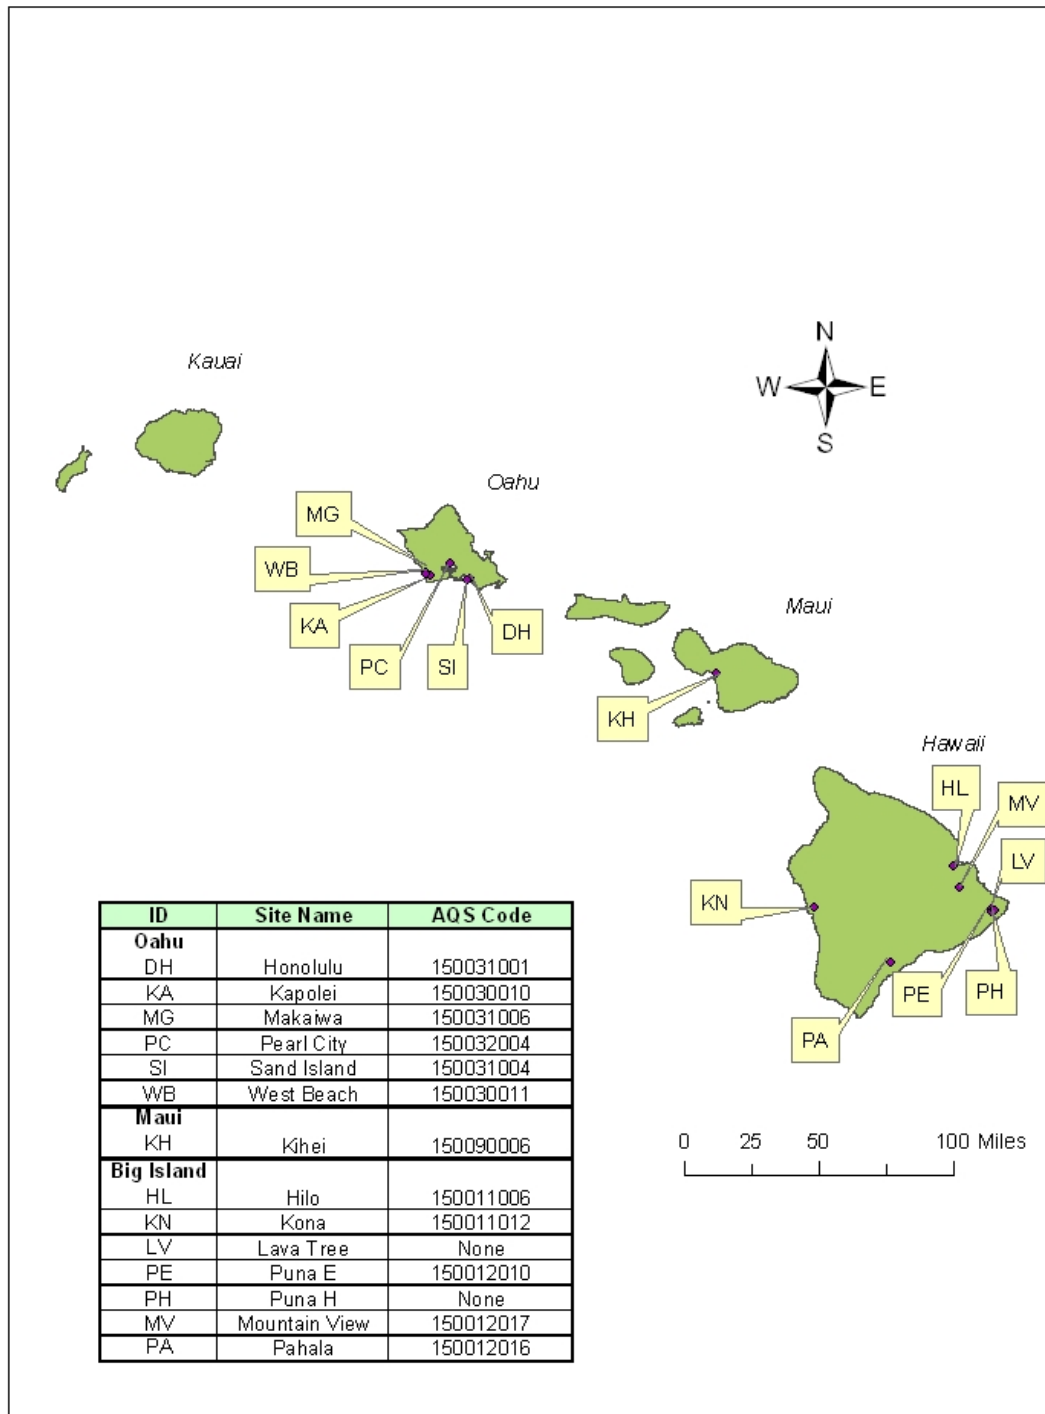 Kauai
N
W E
S
Oahu
MG
WB
KA
PC
SI
DH
Maui
KH
Hawaii
HL
MV
LV
KN
PE
PH
PA
ID Site Name AQS Code
Oahu
DH Honolulu 150031001
KA Kapolei 150030010
MG Makaiwa 150031006
PC Pearl City 150032004
SI Sand Island 150031004
WB West Beach 150030011
Maui
KH Kihei 150090006
Big Island
HL Hilo 150011006
KN Kona 150011012
LV Lava Tree None
PE Puna E 150012010
PH Puna H None
MV Mountain View 150012017
PA Pahala 150012016
0 25 50 100 Miles